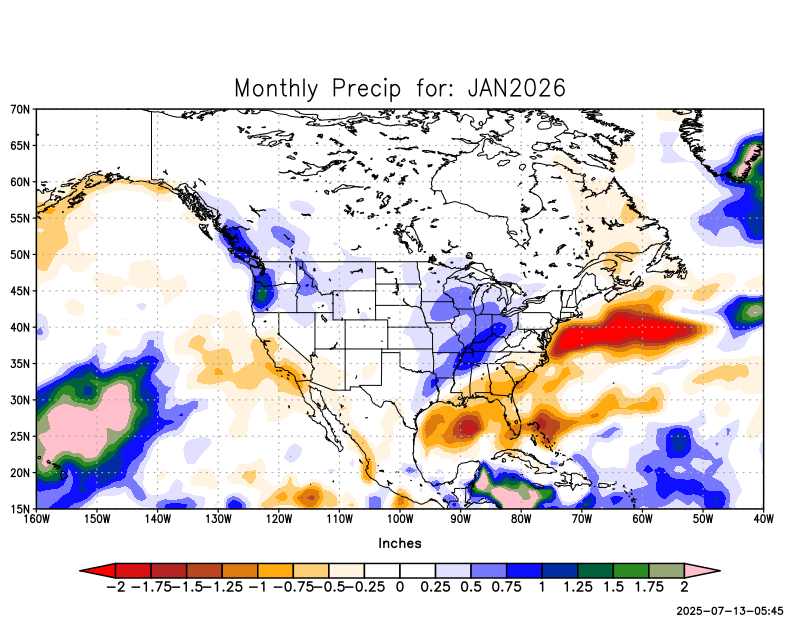 Monthly Precip for: JAN2026
70N
65N
60N
55N
50N
45N
40N
35N
30N
25N
20N
15N
160W 150W 140W 130W 120W 110W 100W 90W 80W 70W 60W 50W 40W
Inches
-2 -1.75 -1.5 -1.25 -1 -0.75 -0.5 -0.25 0 0.25 0.5 0.75 1 1.25 1.5 1.75 2
2025-07-13-05:45